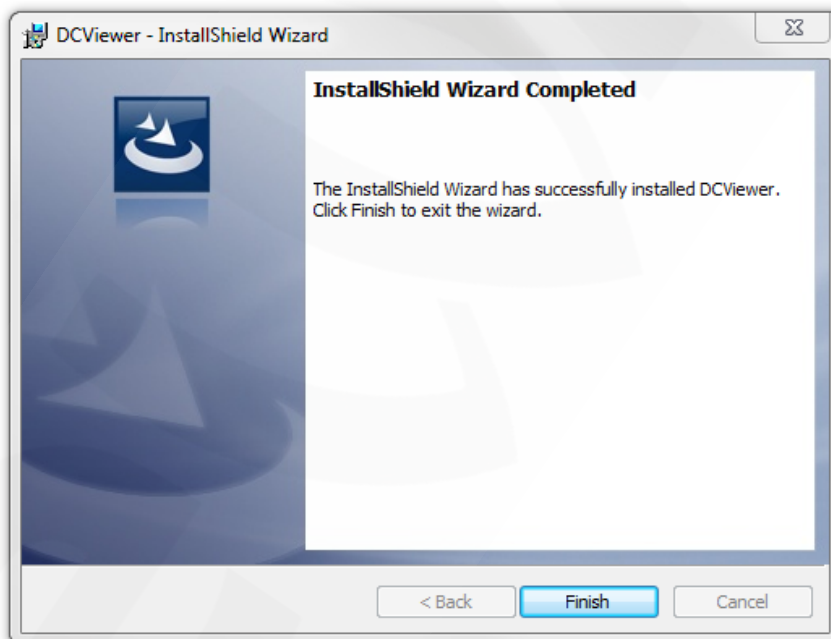 DCViewer - InstallShield Wizard
InstallShield Wizard Completed
The InstallShield Wizard has successfully installed DCViewer.
Click Finish to exit the wizard.
< Back
Finish
Cancel